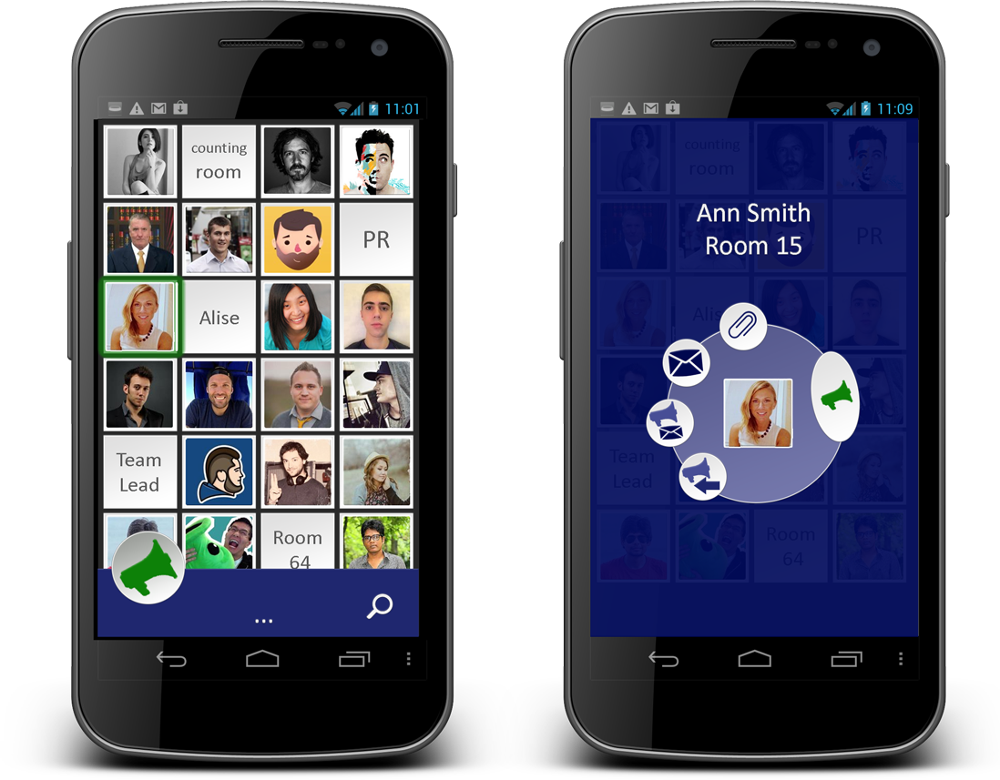 11:01
counting
room
PR
Alise
Team
Lead
Room
64
...
11:09
counting
room
Ann Smith
Room 15
PR
Alis
Team
Lead
Room
64